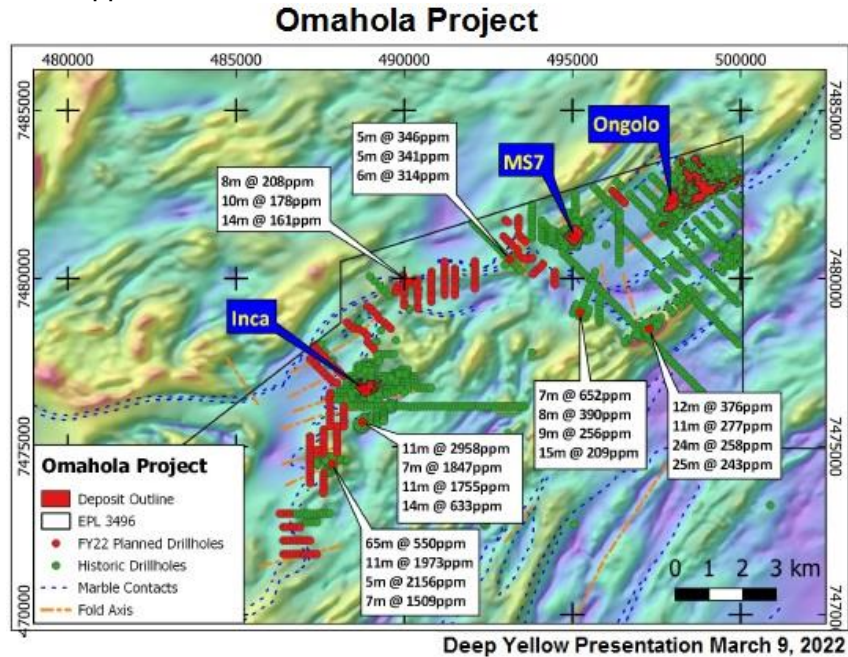 Omahola Project
480000 485000 490000 495000 500000
7485000
7485000
5m @ 346ppm
5m @ 341ppm
6m @ 314ppm
Ongolo
MS7
8m @ 208ppm
10m @ 178ppm
14m @ 161ppm
7480000
7480000
Inca
7m @ 652ppm
8m @ 390ppm
9m @ 256ppm
15m @ 209ppm
12m @ 376ppm
11m @ 277ppm
24m @ 258ppm
25m @ 243ppm
11m @ 2958ppm
7m @ 1847ppm
11m @ 1755ppm
14m @ 633ppm
7475000
7475000
65m @ 550ppm
11m @ 1973ppm
5m @ 2156ppm
7m @ 1509ppm
Omahola Project
Deposit Outline
EPL 3496
FY22 Planned Drillholes
Historic Drillholes
Marble Contacts
Fold Axis
0 1 2 3 km
Deep Yellow Presentation March 9, 2022